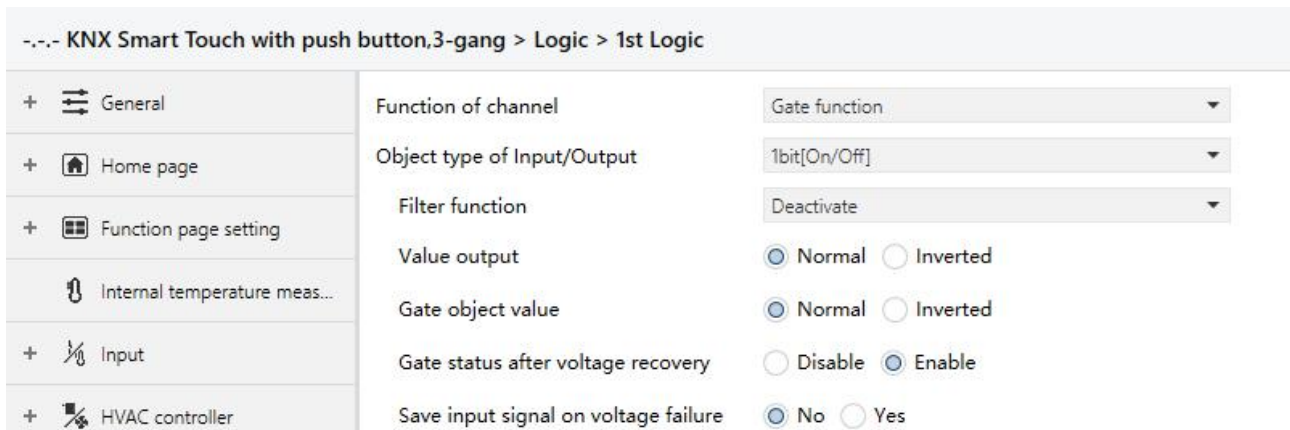 -.-.- KNX Smart Touch with push button,3-gang > Logic > 1st Logic
+ General
+ Home page
+ Function page setting
Internal temperature meas...
+ Input
+ HVAC controller
Function of channel Gate function
Object type of Input/Output 1bit[On/Off]
Filter function Deactivate
Value output Normal Inverted
Gate object value Normal Inverted
Gate status after voltage recovery Disable Enable
Save input signal on voltage failure No Yes